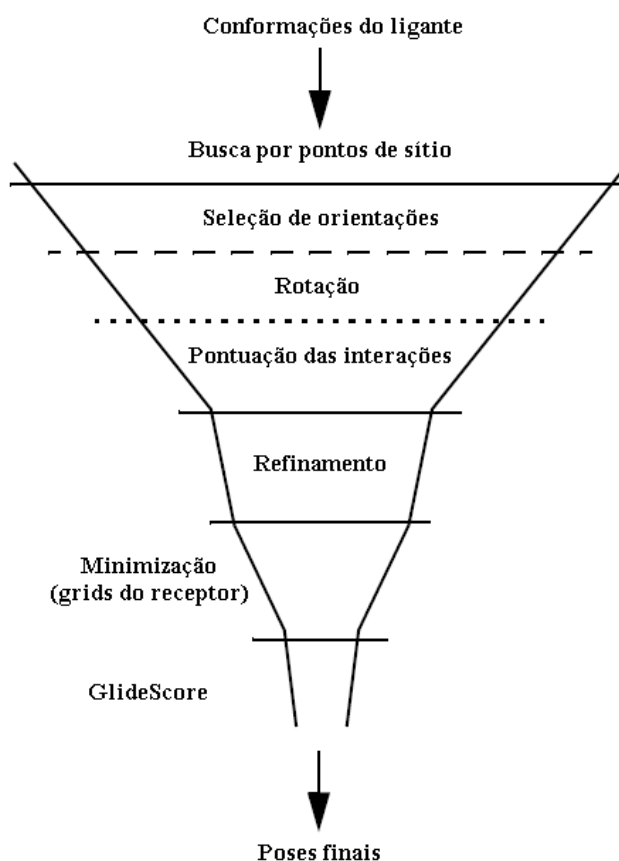 Conformações do ligante
Busca por pontos de sítio
Seleção de orientações
Rotação
Pontuação das interações
Refinamento
Minimização
(grids do receptor)
GlideScore
Poses finais